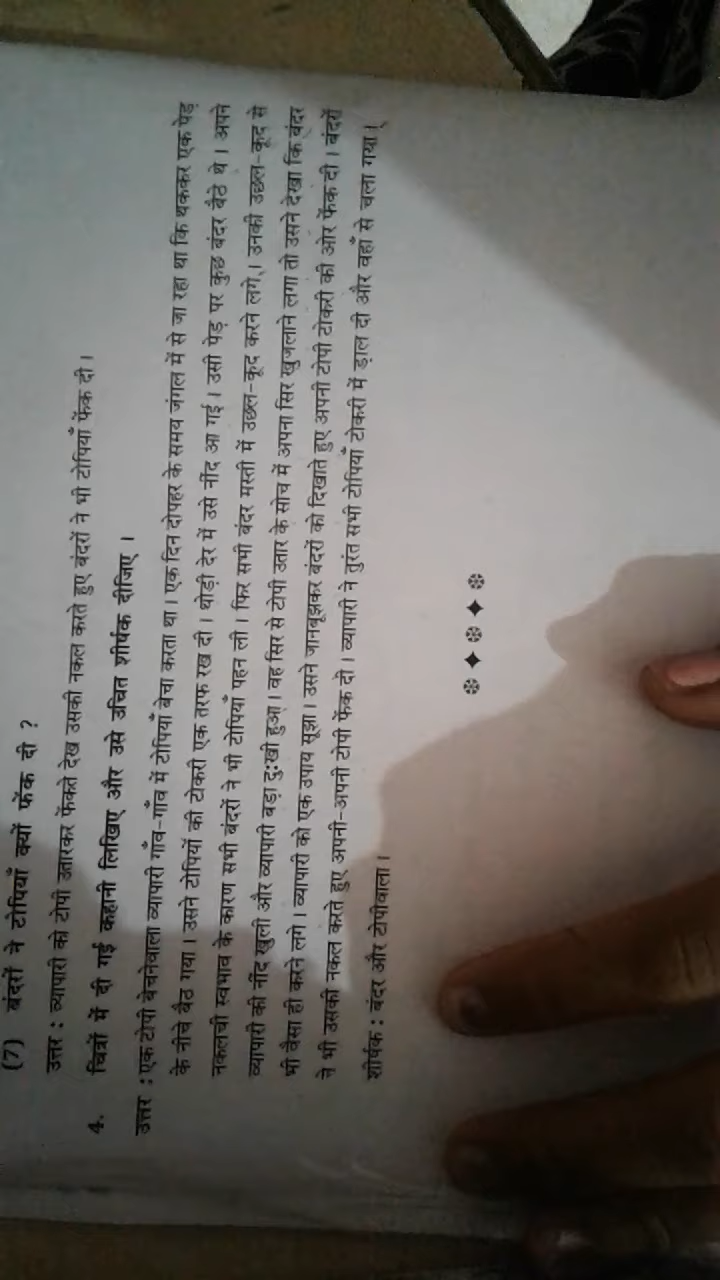 (7) बंदरों ने टोपियाँ क्यों फेंक दी ?
उत्तर : व्यापारी को टोपी उतारकर फेंकते देख उसकी नकल करते हुए बंदरों ने भी टोपियाँ फेंक दी ।
4. चित्रों में दी गई कहानी लिखिए और उसे उचित शीर्षक दीजिए ।
उत्तर : एक टोपी बेचनेवाला व्यापारी गाँव-गाँव में टोपियाँ बेचा करता था । एक दिन दोपहर के समय जंगल में से जा रहा था कि थककर एक पेड़
के नीचे बैठ गया । उसने टोपियों की टोकरी एक तरफ रख दी । थोड़ी देर में उसे नींद आ गई । उसी पेड़ पर कुछ बंदर बैठे थे । अपने
नकलची स्वभाव के कारण सभी बंदरों ने भी टोपियाँ पहन ली । फिर सभी बंदर मस्ती में उछल-कूद करने लगे । उनकी उछल-कूद से
व्यापारी की नींद खुली और व्यापारी बड़ा दुःखी हुआ । वह सिर से टोपी उतार के सोच में अपना सिर खुजलाने लगा तो उसने देखा कि बंदर
भी वैसा ही करने लगे । व्यापारी को एक उपाय सूझा । उसने जानबूझकर बंदरों को दिखाते हुए अपनी टोपी टोकरी की ओर फेंक दी । बंदरों
ने भी उसकी नकल करते हुए अपनी-अपनी टोपी फेंक दी । व्यापारी ने तुरंत सभी टोपियाँ टोकरी में ड़ाल दी और वहाँ से चला गया ।
शीर्षक : बंदर और टोपीवाला ।